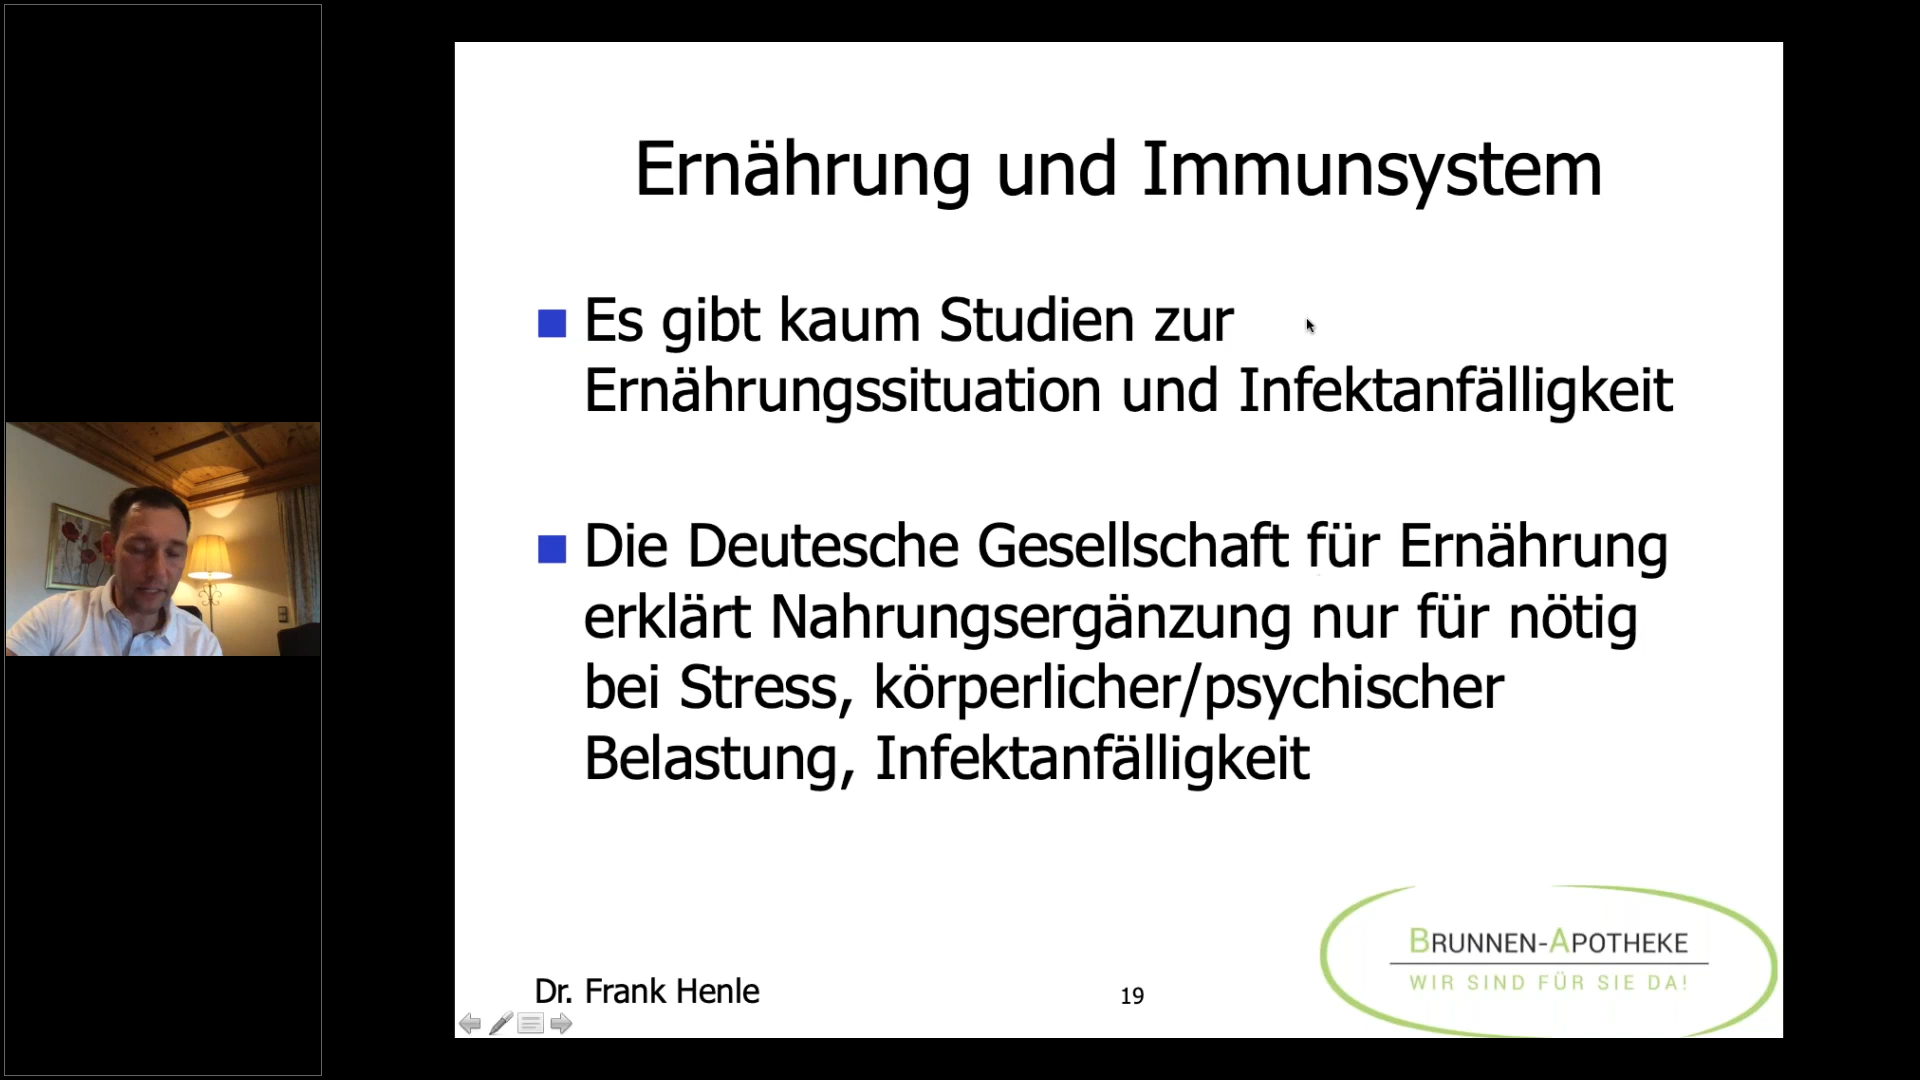 Ernährung und Immunsystem
Es gibt kaum Studien zur
Ernährungssituation und Infektanfälligkeit
Die Deutesche Gesellschaft für Ernährung
erklärt Nahrungsergänzung nur für nötig
bei Stress, körperlicher/psychischer
Belastung, Infektanfälligkeit
BRUNNEN-APOTHEKE
WIR SIND FÜR SIE DA!
Dr. Frank Henle
19